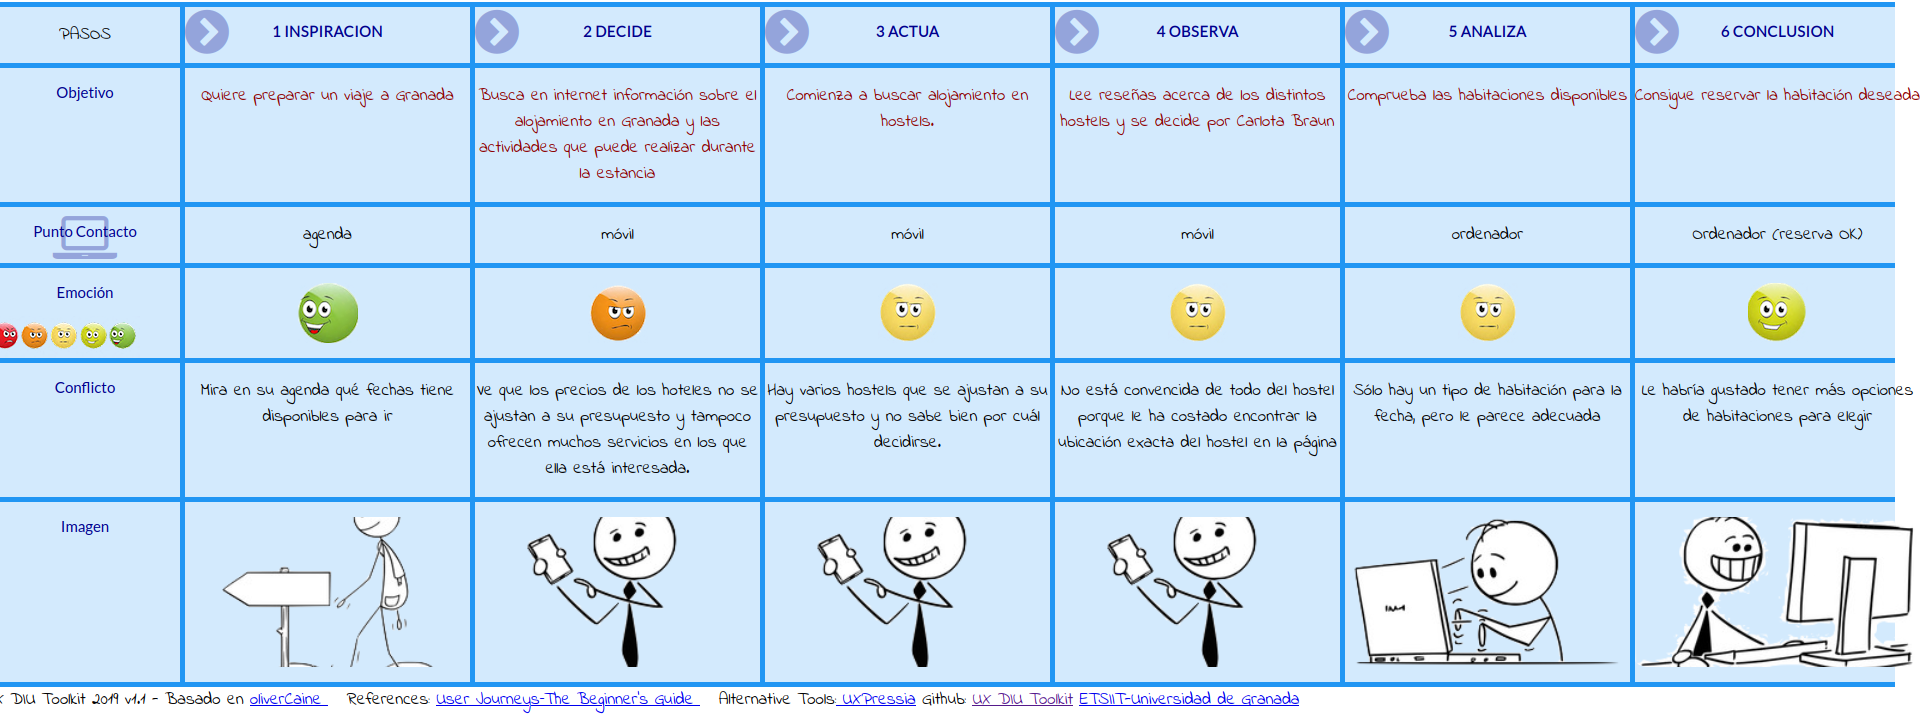 PASOS
1 INSPIRACION
2 DECIDE
3 ACTUA
4 OBSERVA
5 ANALIZA
6 CONCLUSION
Objetivo
Quiere preparar un viaje a Granada
Busca en internet información sobre el
alojamiento en Granada y las
actividades que puede realizar durante
la estancia
Comienza a buscar alojamiento en
hostels.
Lee reseñas acerca de los distintos
hostels y se decide por Carlota Braun
Comprueba las habitaciones disponibles
Consigue reservar la habitación deseada
Punto Contacto
agenda
móvil
móvil
móvil
ordenador
Ordenador (reserva OK)
Emoción
Conflicto
Mira en su agenda qué fechas tiene
disponibles para ir
Ve que los precios de los hoteles no se
ajustan a su presupuesto y tampoco
ofrecen muchos servicios en los que
ella está interesada.
Hay varios hostels que se ajustan a su
presupuesto y no sabe bien por cuál
decidirse.
No está convencida de todo del hostel
porque le ha costado encontrar la
ubicación exacta del hostel en la página
Sólo hay un tipo de habitación para la
fecha, pero le parece adecuada
Le habría gustado tener más opciones
de habitaciones para elegir
Imagen
X DIU Toolkit 2019 v1.1 - Basado en oliverCaine References: User Journeys-The Beginner's Guide Alternative Tools: UXPressia Github: UX DIU Toolkit ETSIIT-Universidad de Granada